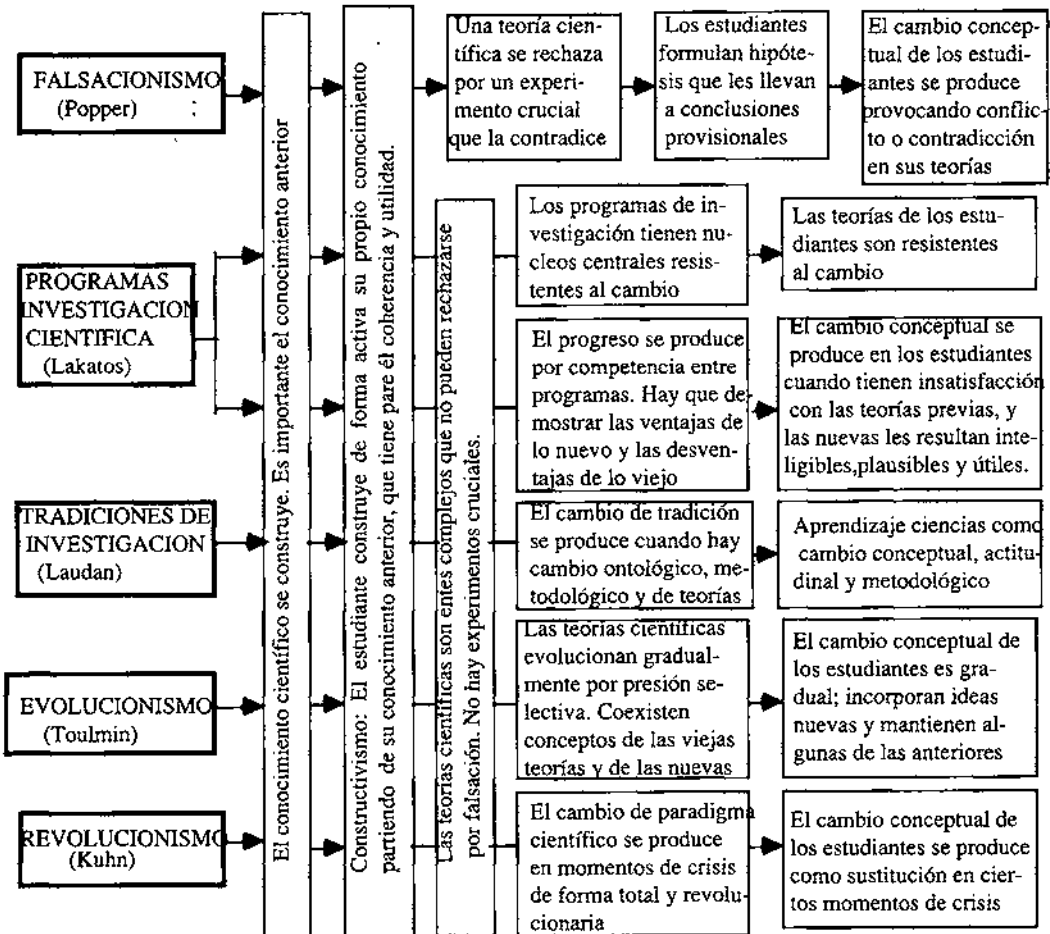 FALSACIONISMO
(Popper)
PROGRAMAS
INVESTIGACION
CIENTIFICA
(Lakatos)
TRADICIONES DE
INVESTIGACION
(Laudan)
EVOLUCIONISMO
(Toulmin)
REVOLUCIONISMO
(Kuhn)
El conocimiento científico se construye. Es importante el conocimiento anterior
Constructivismo: El estudiante construye de forma activa su propio conocimiento
partiendo de su conocimiento anterior, que tiene pare él coherencia y utilidad.
Las teorías científicas son entes complejos que no pueden rechazarse
por falsación. No hay experimentos cruciales.
Una teoría cien-
tífica se rechaza
por un experi-
mento crucial
que la contradice
Los estudiantes
formulan hipóte-
sis que les llevan
a conclusiones
provisionales
El cambio concep-
tual de los estudi-
antes se produce
provocando conflic-
to o contradicción
en sus teorías
Los programas de in-
vestigación tienen nu-
cleos centrales resis-
tentes al cambio
Las teorías de los estu-
diantes son resistentes
al cambio
El progreso se produce
por competencia entre
programas. Hay que de-
mostrar las ventajas de
lo nuevo y las desven-
tajas de lo viejo
El cambio conceptual se
produce en los estudiantes
cuando tienen insatisfacción
con las teorías previas, y
las nuevas les resultan inte-
ligibles,plausibles y útiles.
El cambio de tradición
se produce cuando hay
cambio ontológico, me-
todológico y de teorías
Aprendizaje ciencias como
cambio conceptual, actitu-
dinal y metodológico
Las teorías científicas
evolucionan gradual-
mente por presión se-
lectiva. Coexisten
conceptos de las viejas
teorías y de las nuevas
El cambio conceptual de
los estudiantes es gra-
dual; incorporan ideas
nuevas y mantienen al-
gunas de las anteriores
El cambio de paradigma
científico se produce
en momentos de crisis
de forma total y revolu-
cionaria
El cambio conceptual de
los estudiantes se produce
como sustitución en cier-
tos momentos de crisis